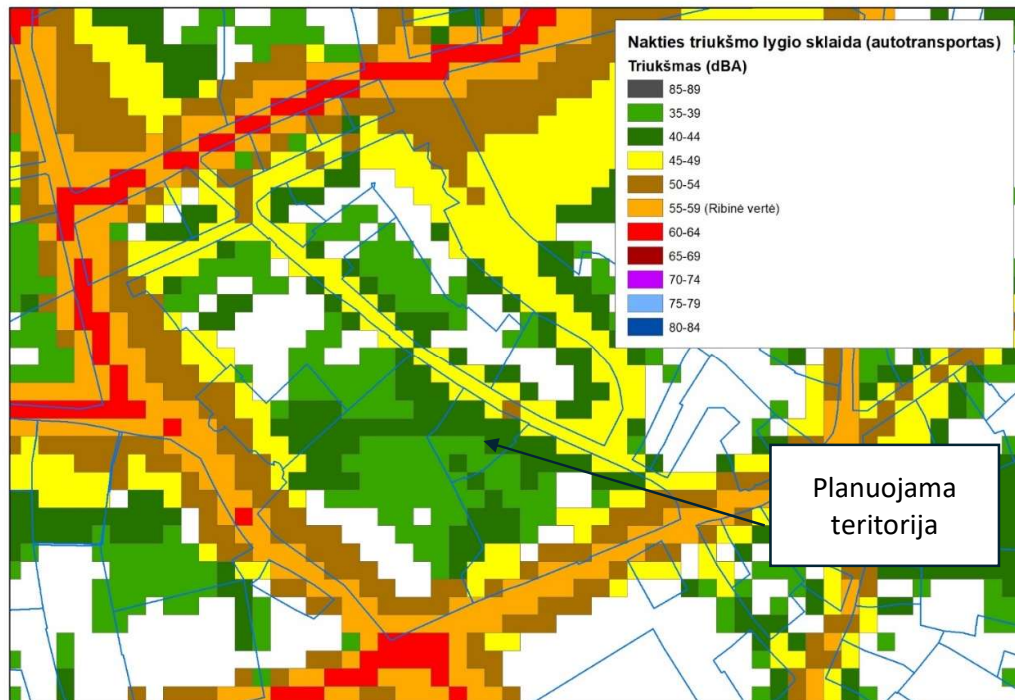 Nakties triukšmo lygio sklaida (autotransportas)
Triukšmas (dBA)
85-89
35-39
40-44
45-49
50-54
55-59 (Ribinė vertė)
60-64
65-69
70-74
75-79
80-84
Planuojama
teritorija